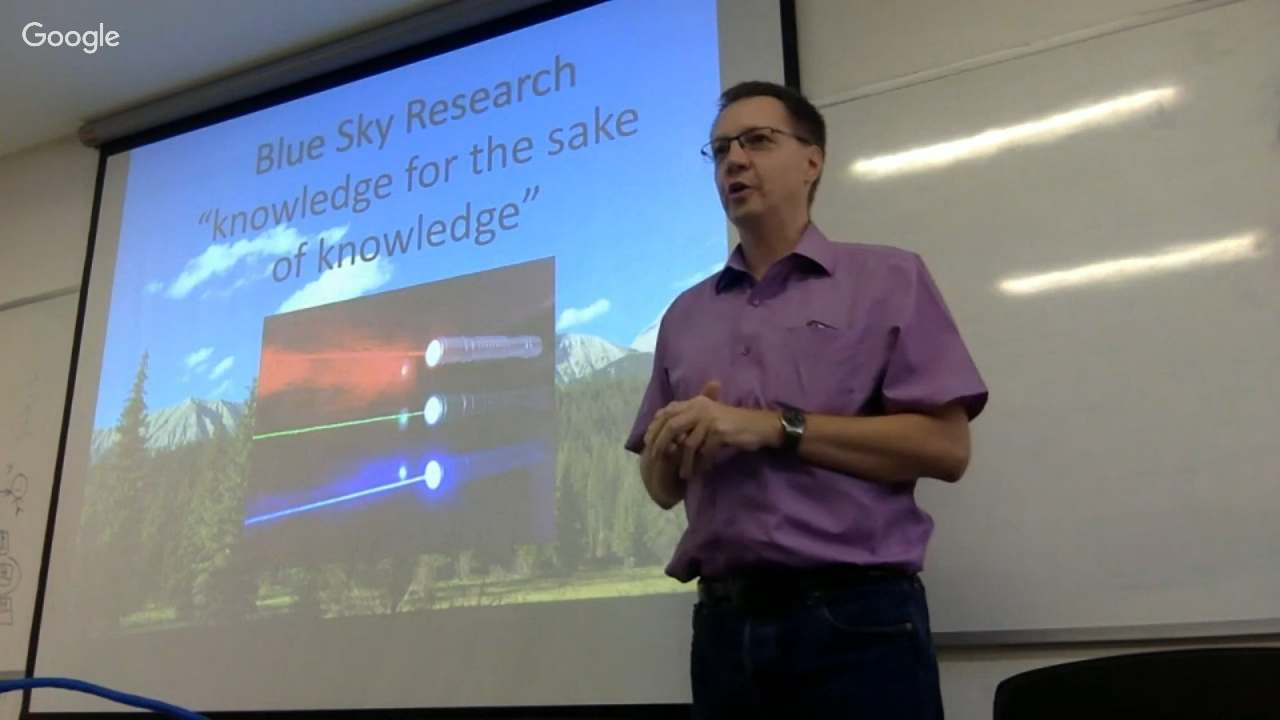 Google
Blue Sky Research
“knowledge for the sake
of knowledge”